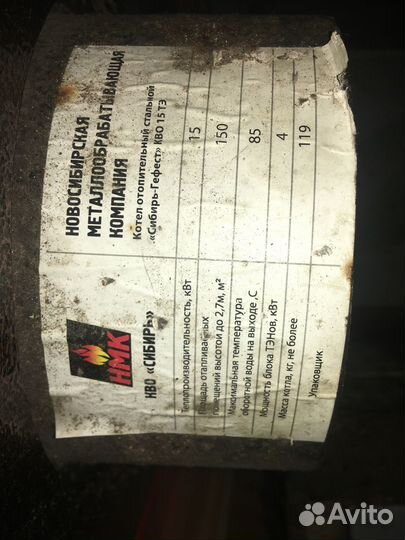 НМК
КВО «СИБИРЬ»
НОВОСИБИРСКАЯ
МЕТАЛЛООБРАБАТЫВАЮЩАЯ
КОМПАНИЯ
Котел отопительный стальной
«Сибирь-Гефест» КВО 15 ТЭ
Теплопроизводительность, кВт 15
Площадь отапливаемых
помещений высотой до 2,7м, м² 150
Максимальная температура
оборотной воды на выходе ,С 85
Мощность блока ТЭНов, кВт 4
Масса котла, кг, не более 119
Упаковщик
Avito